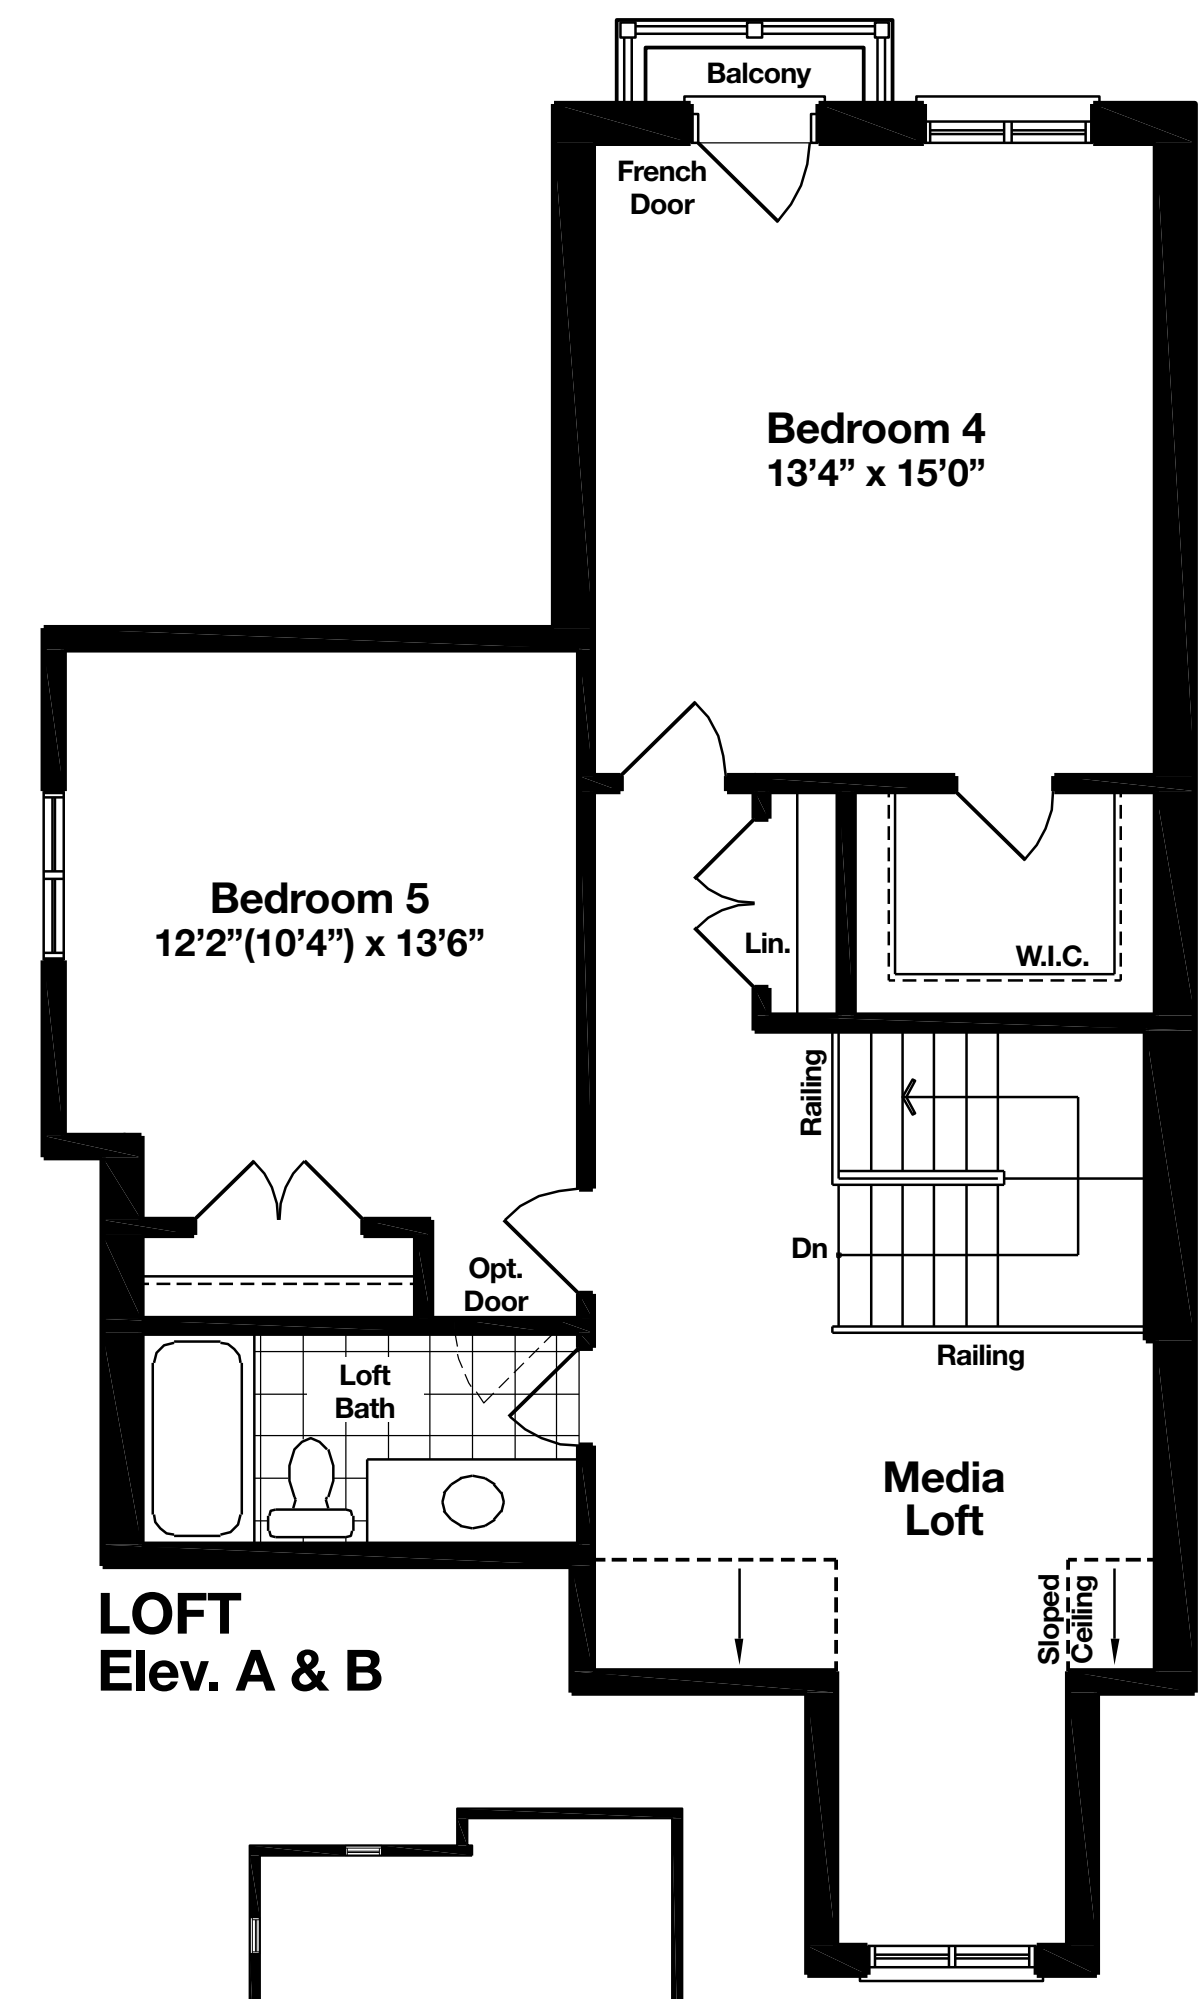 Balcony
French
Door
Bedroom 4
13’4” x 15’0”
Bedroom 5
12’2”(10’4”) x 13’6”
Lin.
W.I.C.
Railing
Dn
Opt.
Door
Railing
Loft
Bath
Media
Loft
Sloped
Ceiling
LOFT
Elev. A & B